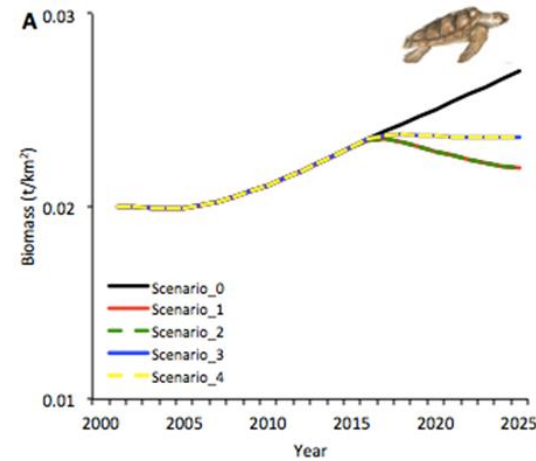 A
0.03
0.02
0.01
Biomass (t/km²)
Scenario_0
Scenario_1
Scenario_2
Scenario_3
Scenario_4
2000 2005 2010 2015 2020 2025
Year